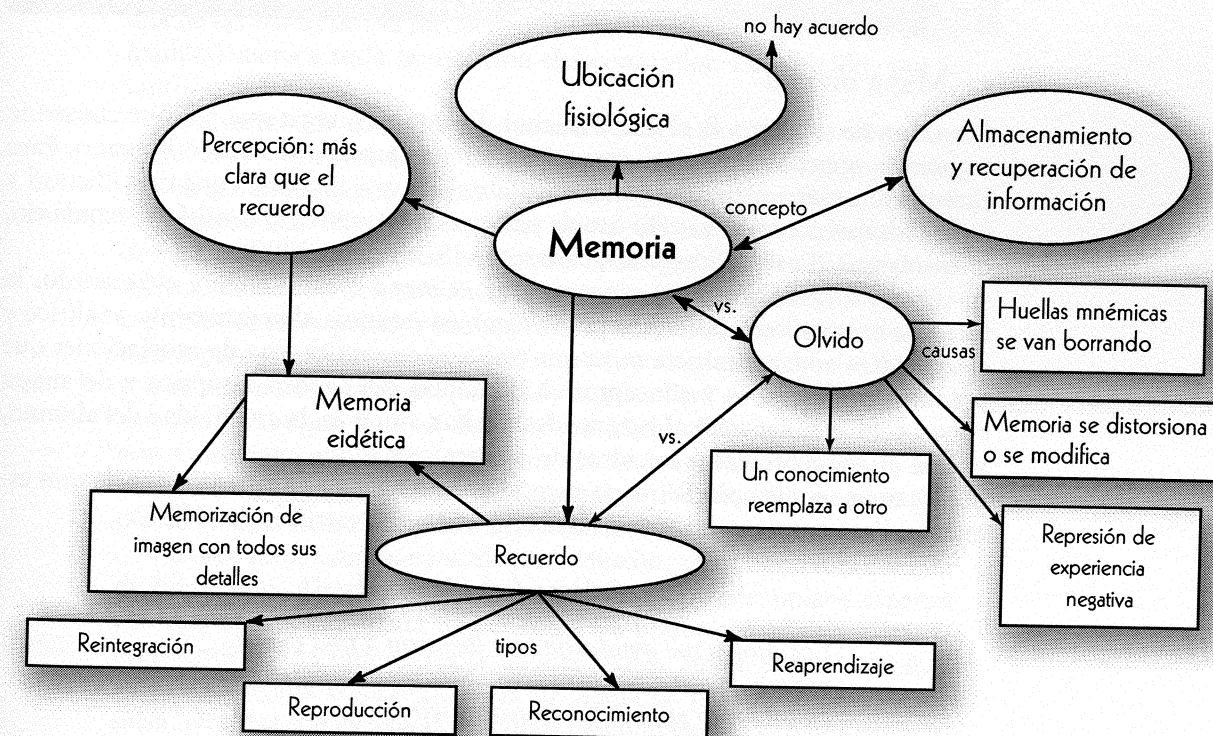 no hay acuerdo
Ubicación
fisiológica
Percepción: más
clara que el
recuerdo
Almacenamiento
y recuperación de
información
concepto
Memoria
vs.
Olvido
causas
Huellas mnémicas
se van borrando
Memoria
eidética
vs.
Memoria se distorsiona
o se modifica
Un conocimiento
reemplaza a otro
Memorización de
imagen con todos sus
detalles
Recuerdo
Represión de
experiencia
negativa
Reintegración
tipos
Reaprendizaje
Reproducción
Reconocimiento